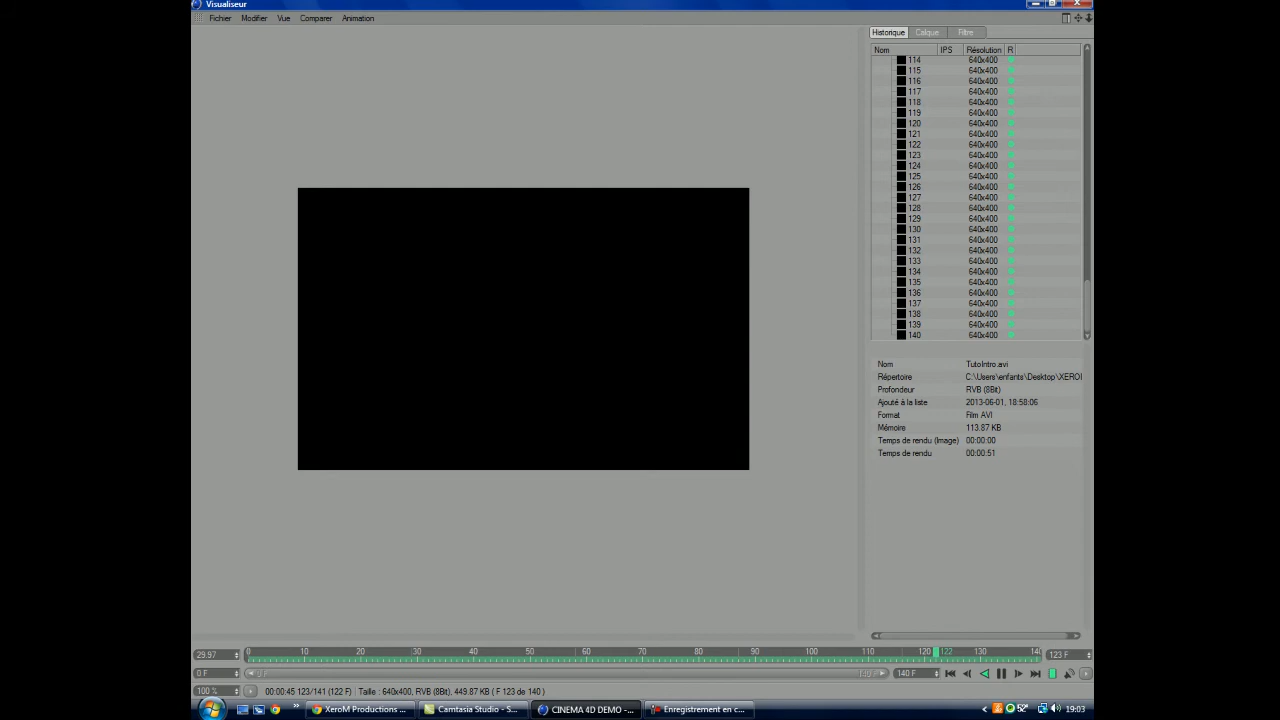 Visualiseur
Fichier Modifier Vue Comparer Animation
Historique Calque Filtre
Nom IPS Résolution R
114 640x400
115 640x400
116 640x400
117 640x400
118 640x400
119 640x400
120 640x400
121 640x400
122 640x400
123 640x400
124 640x400
125 640x400
126 640x400
127 640x400
128 640x400
129 640x400
130 640x400
131 640x400
132 640x400
133 640x400
134 640x400
135 640x400
136 640x400
137 640x400
138 640x400
139 640x400
140 640x400
Nom TutoIntro.avi
Répertoire C:\Users\enfants\Desktop\XEROI
Profondeur RVB (8Bit)
Ajouté à la liste 2013-06-01, 18:58:06
Format Film AVI
Mémoire 113.87 KB
Temps de rendu (Image) 00:00:00
Temps de rendu 00:00:51
29.97 0 10 20 30 40 50 60 70 80 90 100 110 120 122 130 140 123 F
0 F 0 F 140 F 140 F
100 % 00:00:45 123/141 (122 F) Taille : 640x400, RVB (8Bit), 449.87 KB ( F 123 de 140 )
XeroM Productions ... Camtasia Studio - S... CINEMA 4D DEMO -... Enregistrement en c... 52° 19:03